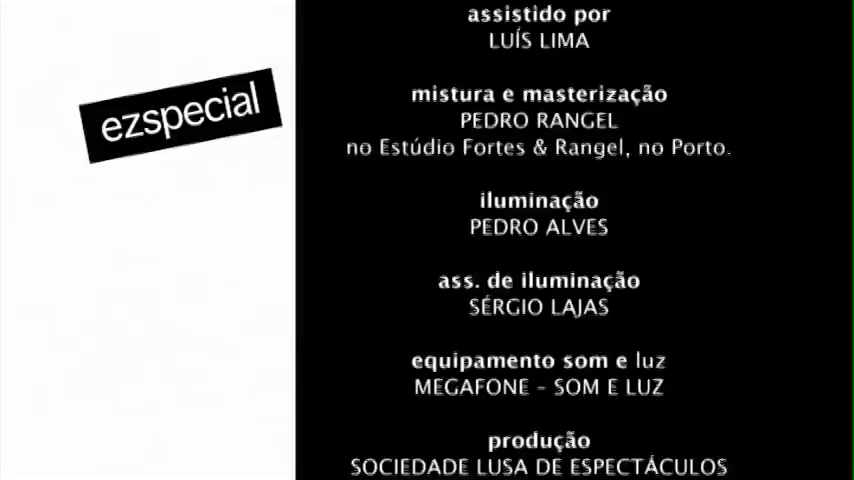 ezspecial
assistido por
LUÍS LIMA
mistura e masterização
PEDRO RANGEL
no Estúdio Fortes & Rangel, no Porto.
iluminação
PEDRO ALVES
ass. de iluminação
SÉRGIO LAJAS
equipamento som e luz
MEGAFONE - SOM E LUZ
produção
SOCIEDADE LUSA DE ESPECTÁCULOS